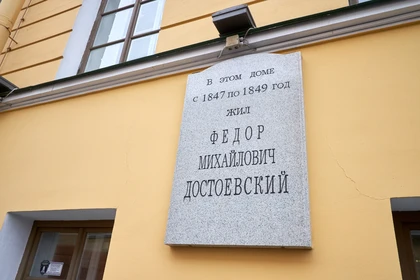 В ЭТОМ ДОМЕ
С 1847 ПО 1849 ГОД
ЖИЛ
ФЕДОР
МИХАЙЛОВИЧ
ДОСТОЕВСКИЙ